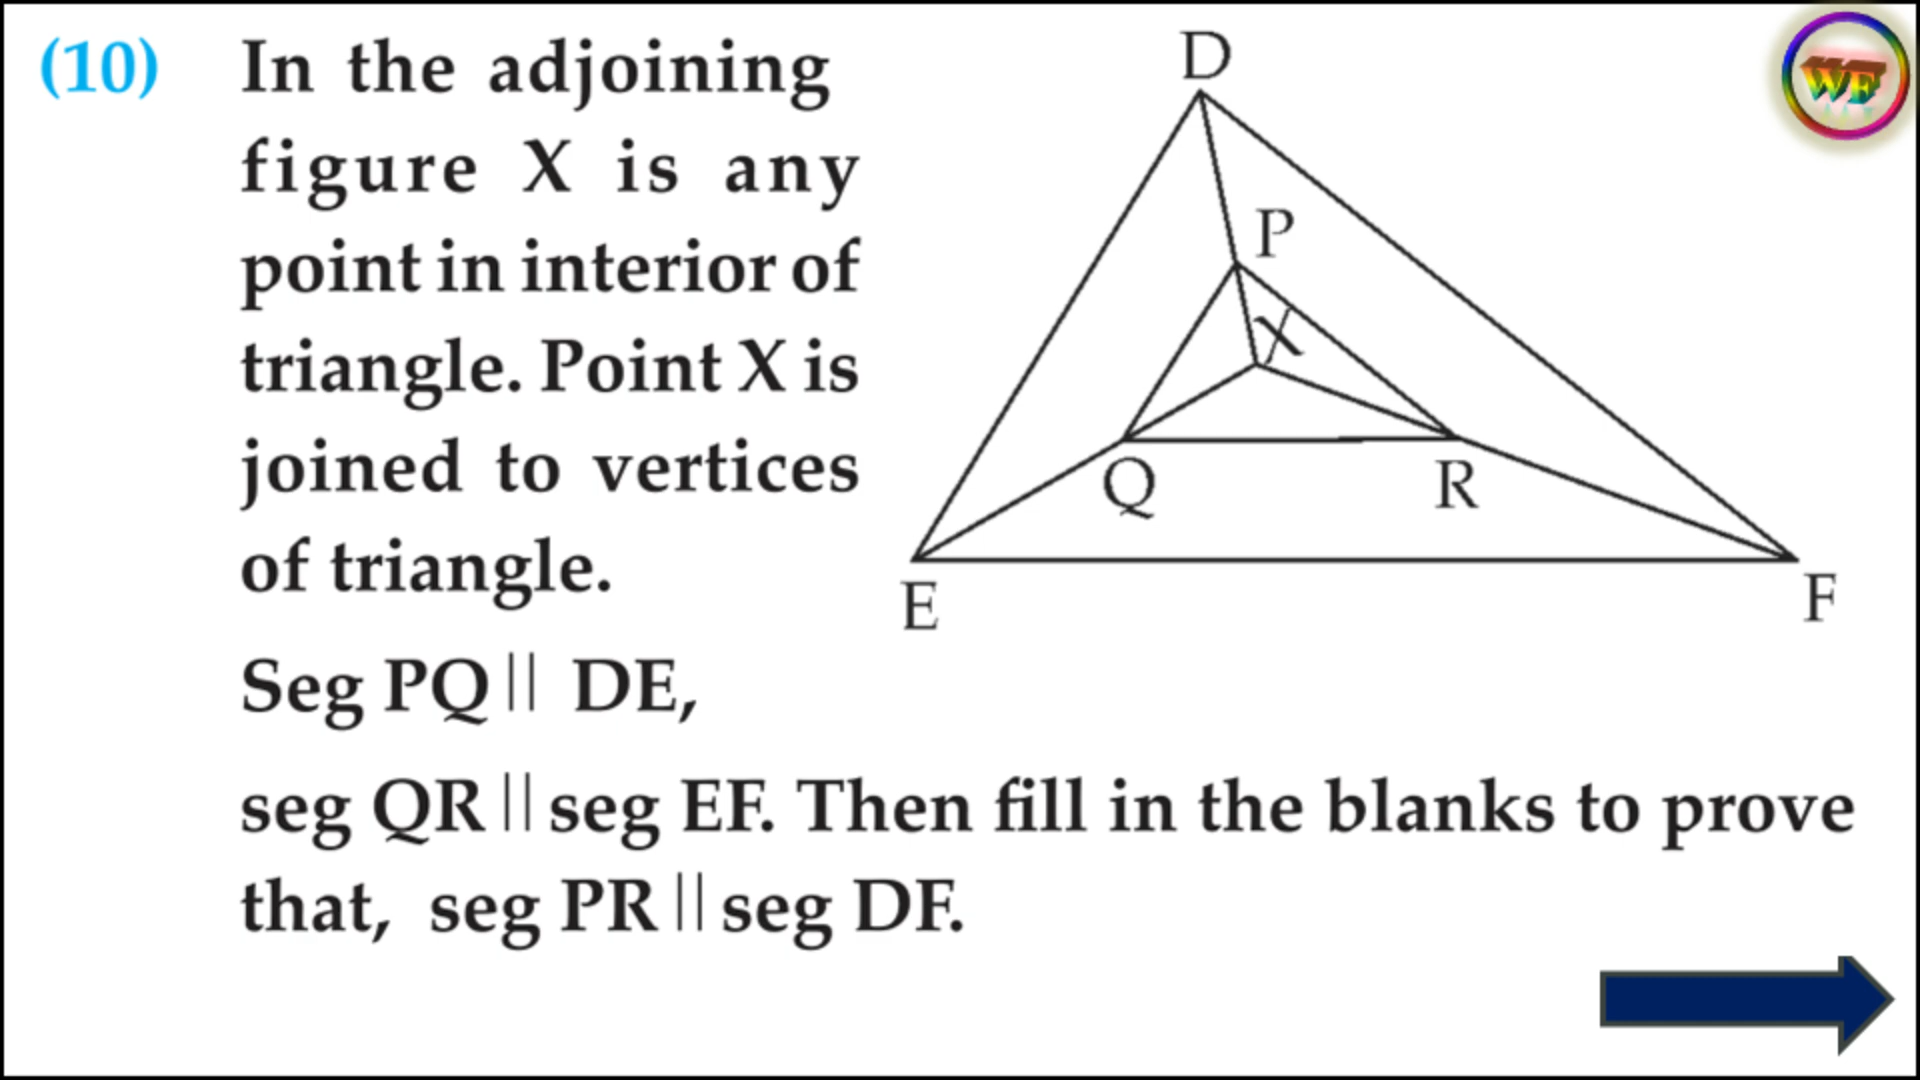 (10) In the adjoining
figure X is any
point in interior of
triangle. Point X is
joined to vertices
of triangle.
Seg PQ || DE,
seg QR || seg EF. Then fill in the blanks to prove
that, seg PR || seg DF.
D
P
X
Q
R
E
F
WE